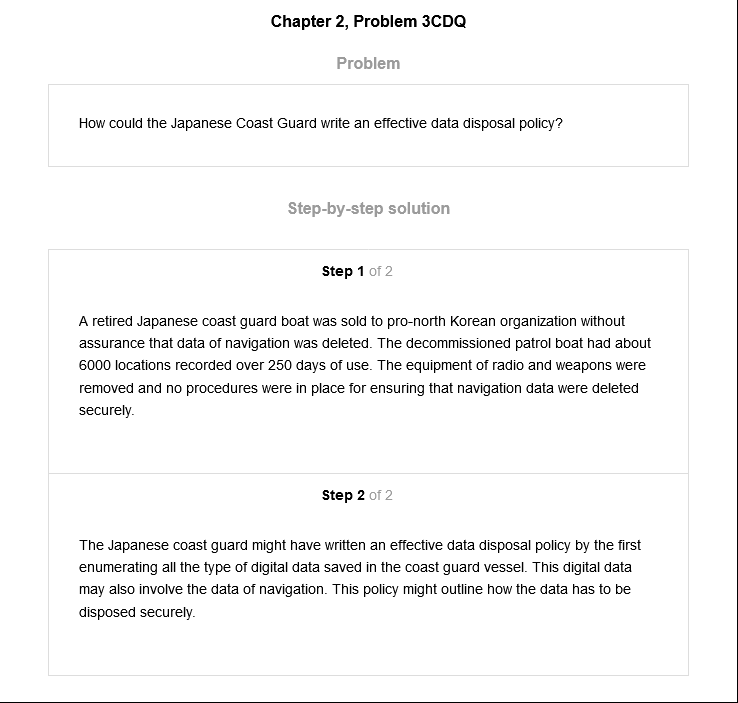 Chapter 2, Problem 3CDQ
Problem
How could the Japanese Coast Guard write an effective data disposal policy?
Step-by-step solution
Step 1 of 2
A retired Japanese coast guard boat was sold to pro-north Korean organization without
assurance that data of navigation was deleted. The decommissioned patrol boat had about
6000 locations recorded over 250 days of use. The equipment of radio and weapons were
removed and no procedures were in place for ensuring that navigation data were deleted
securely.
Step 2 of 2
The Japanese coast guard might have written an effective data disposal policy by the first
enumerating all the type of digital data saved in the coast guard vessel. This digital data
may also involve the data of navigation. This policy might outline how the data has to be
disposed securely.